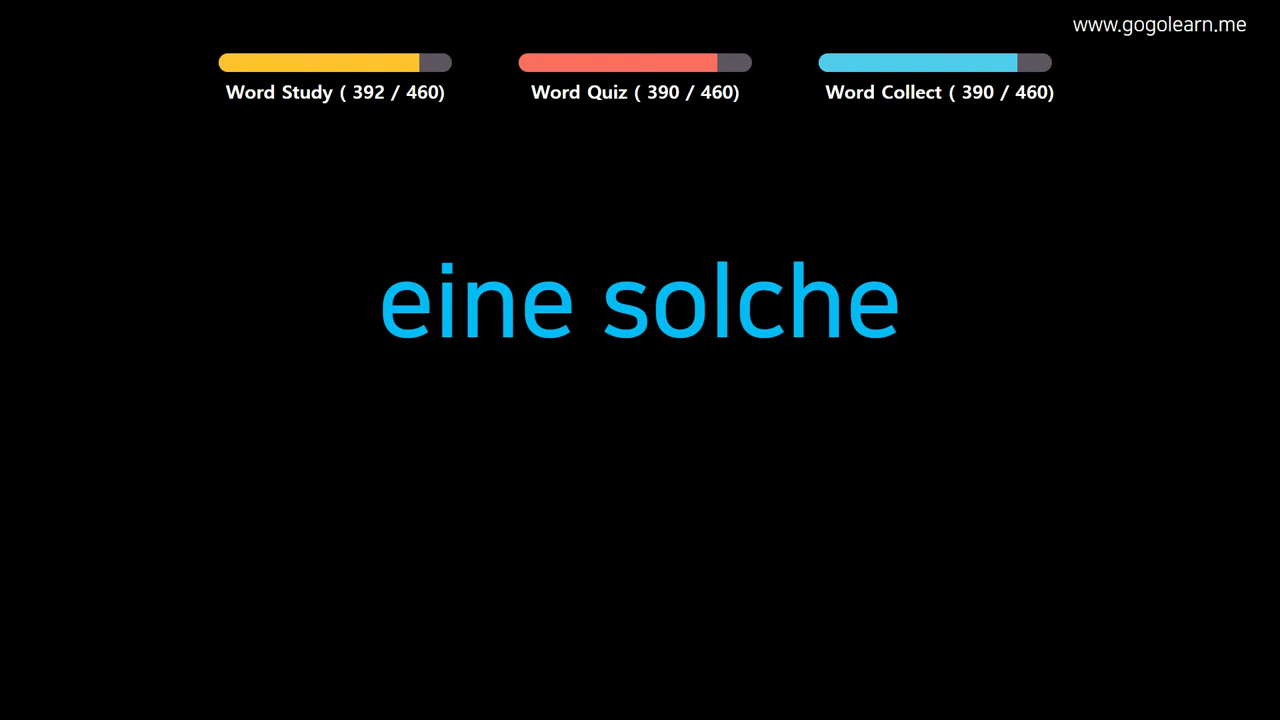 www.gogolearn.me
Word Study ( 392 / 460)
Word Quiz ( 390 / 460)
Word Collect ( 390 / 460)
eine solche